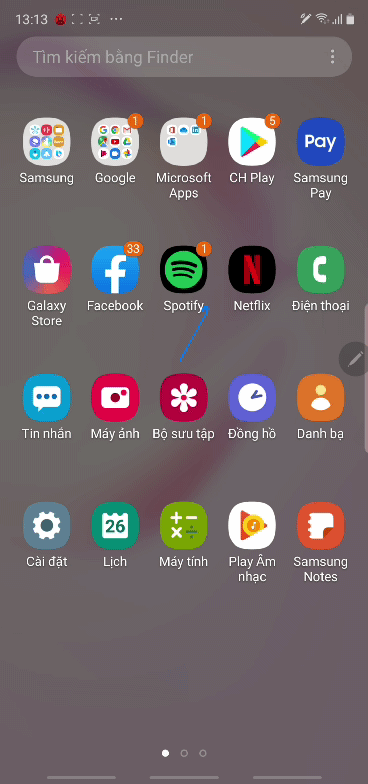 13:13
Tìm kiếm bằng Finder
1 1 5
Pay
Samsung Google Microsoft Apps CH Play Samsung Pay
33 1
Galaxy Store Facebook Spotify Netflix Điện thoại
Tin nhắn Máy ảnh Bộ sưu tập Đồng hồ Danh bạ
26
Cài đặt Lịch Máy tính Play Âm nhạc Samsung Notes